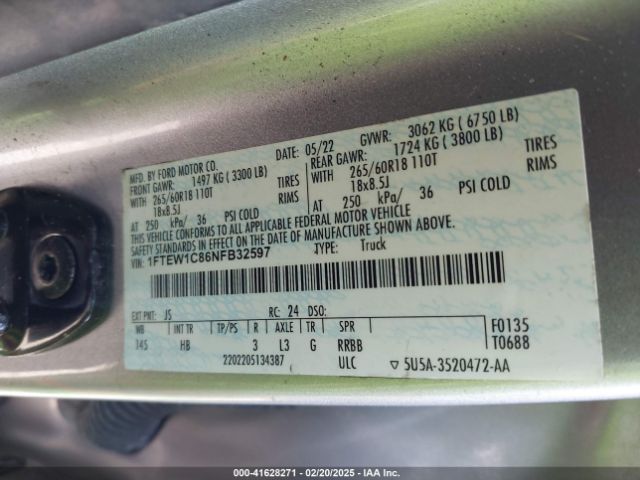 MFD. BY FORD MOTOR CO. DATE: 05/22 GVWR: 3062 KG ( 6750 LB)
FRONT GAWR: 1497 KG ( 3300 LB) REAR GAWR: 1724 KG ( 3800 LB)
WITH 265/60R18 110T TIRES WITH 265/60R18 110T TIRES
18x8.5J RIMS 18x8.5J RIMS
AT 250 kPa/ 36 PSI COLD AT 250 kPa/ 36 PSI COLD
THIS VEHICLE CONFORMS TO ALL APPLICABLE FEDERAL MOTOR VEHICLE
SAFETY STANDARDS IN EFFECT ON THE DATE OF MANUFACTURE SHOWN ABOVE.
VIN: 1FTEW1C86NFB32597 TYPE: Truck
EXT PNT: JS RC: 24 DSO:
WB INT TR TP/PS R AXLE TR SPR F0135
145 HB 3 L3 G RRBB T0688
2202205134387 ULC 5U5A-3520472-AA
000-41628271 | 02/20/2025 | IAA Inc.